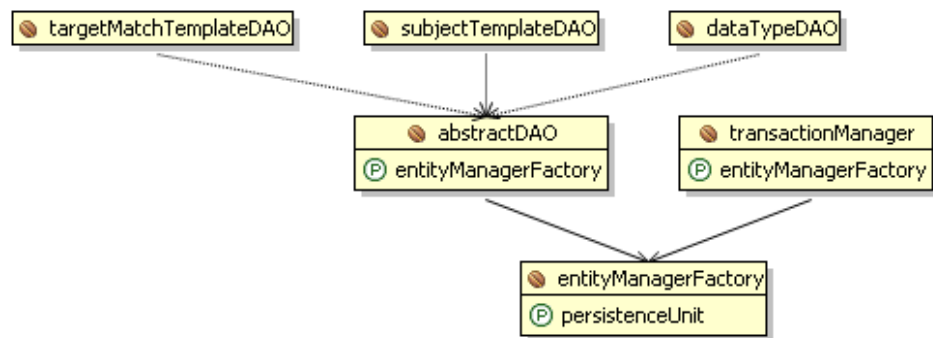 targetMatchTemplateDAO
subjectTemplateDAO
dataTypeDAO
abstractDAO
P entityManagerFactory
transactionManager
P entityManagerFactory
entityManagerFactory
P persistenceUnit